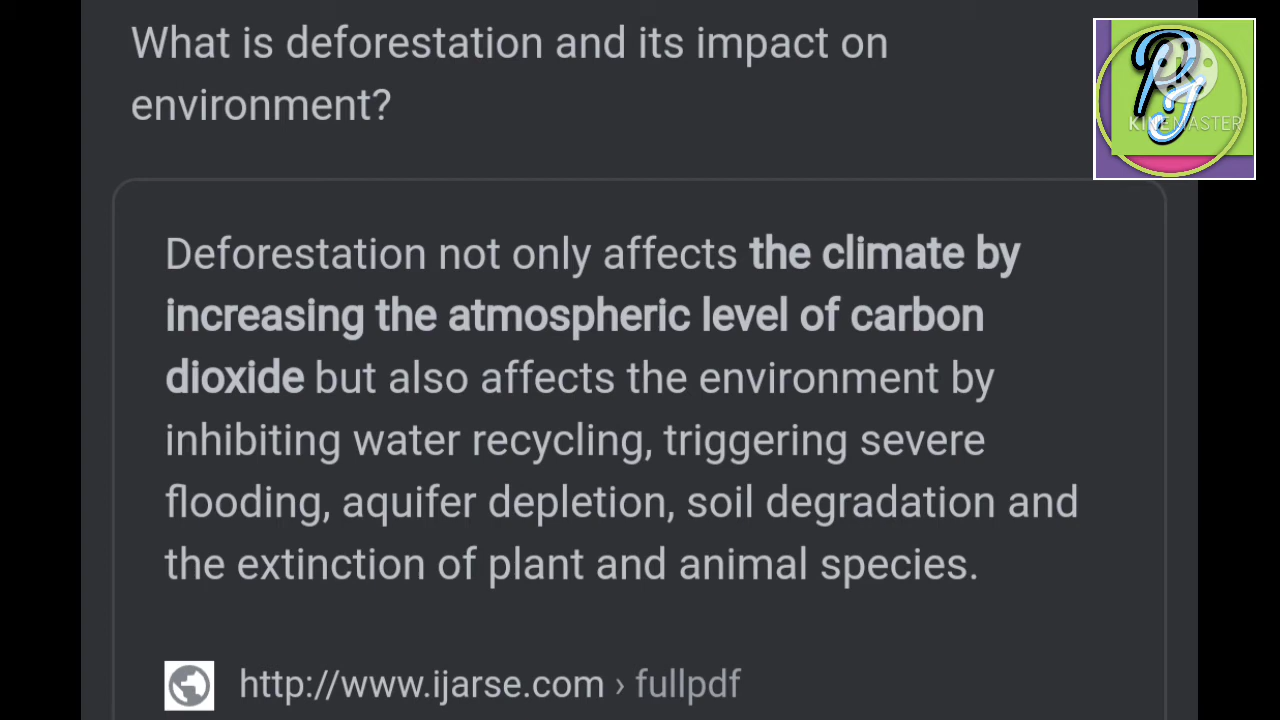 What is deforestation and its impact on
environment?
PJ
KINEMASTER
Deforestation not only affects the climate by
increasing the atmospheric level of carbon
dioxide but also affects the environment by
inhibiting water recycling, triggering severe
flooding, aquifer depletion, soil degradation and
the extinction of plant and animal species.
http://www.ijarse.com › fullpdf